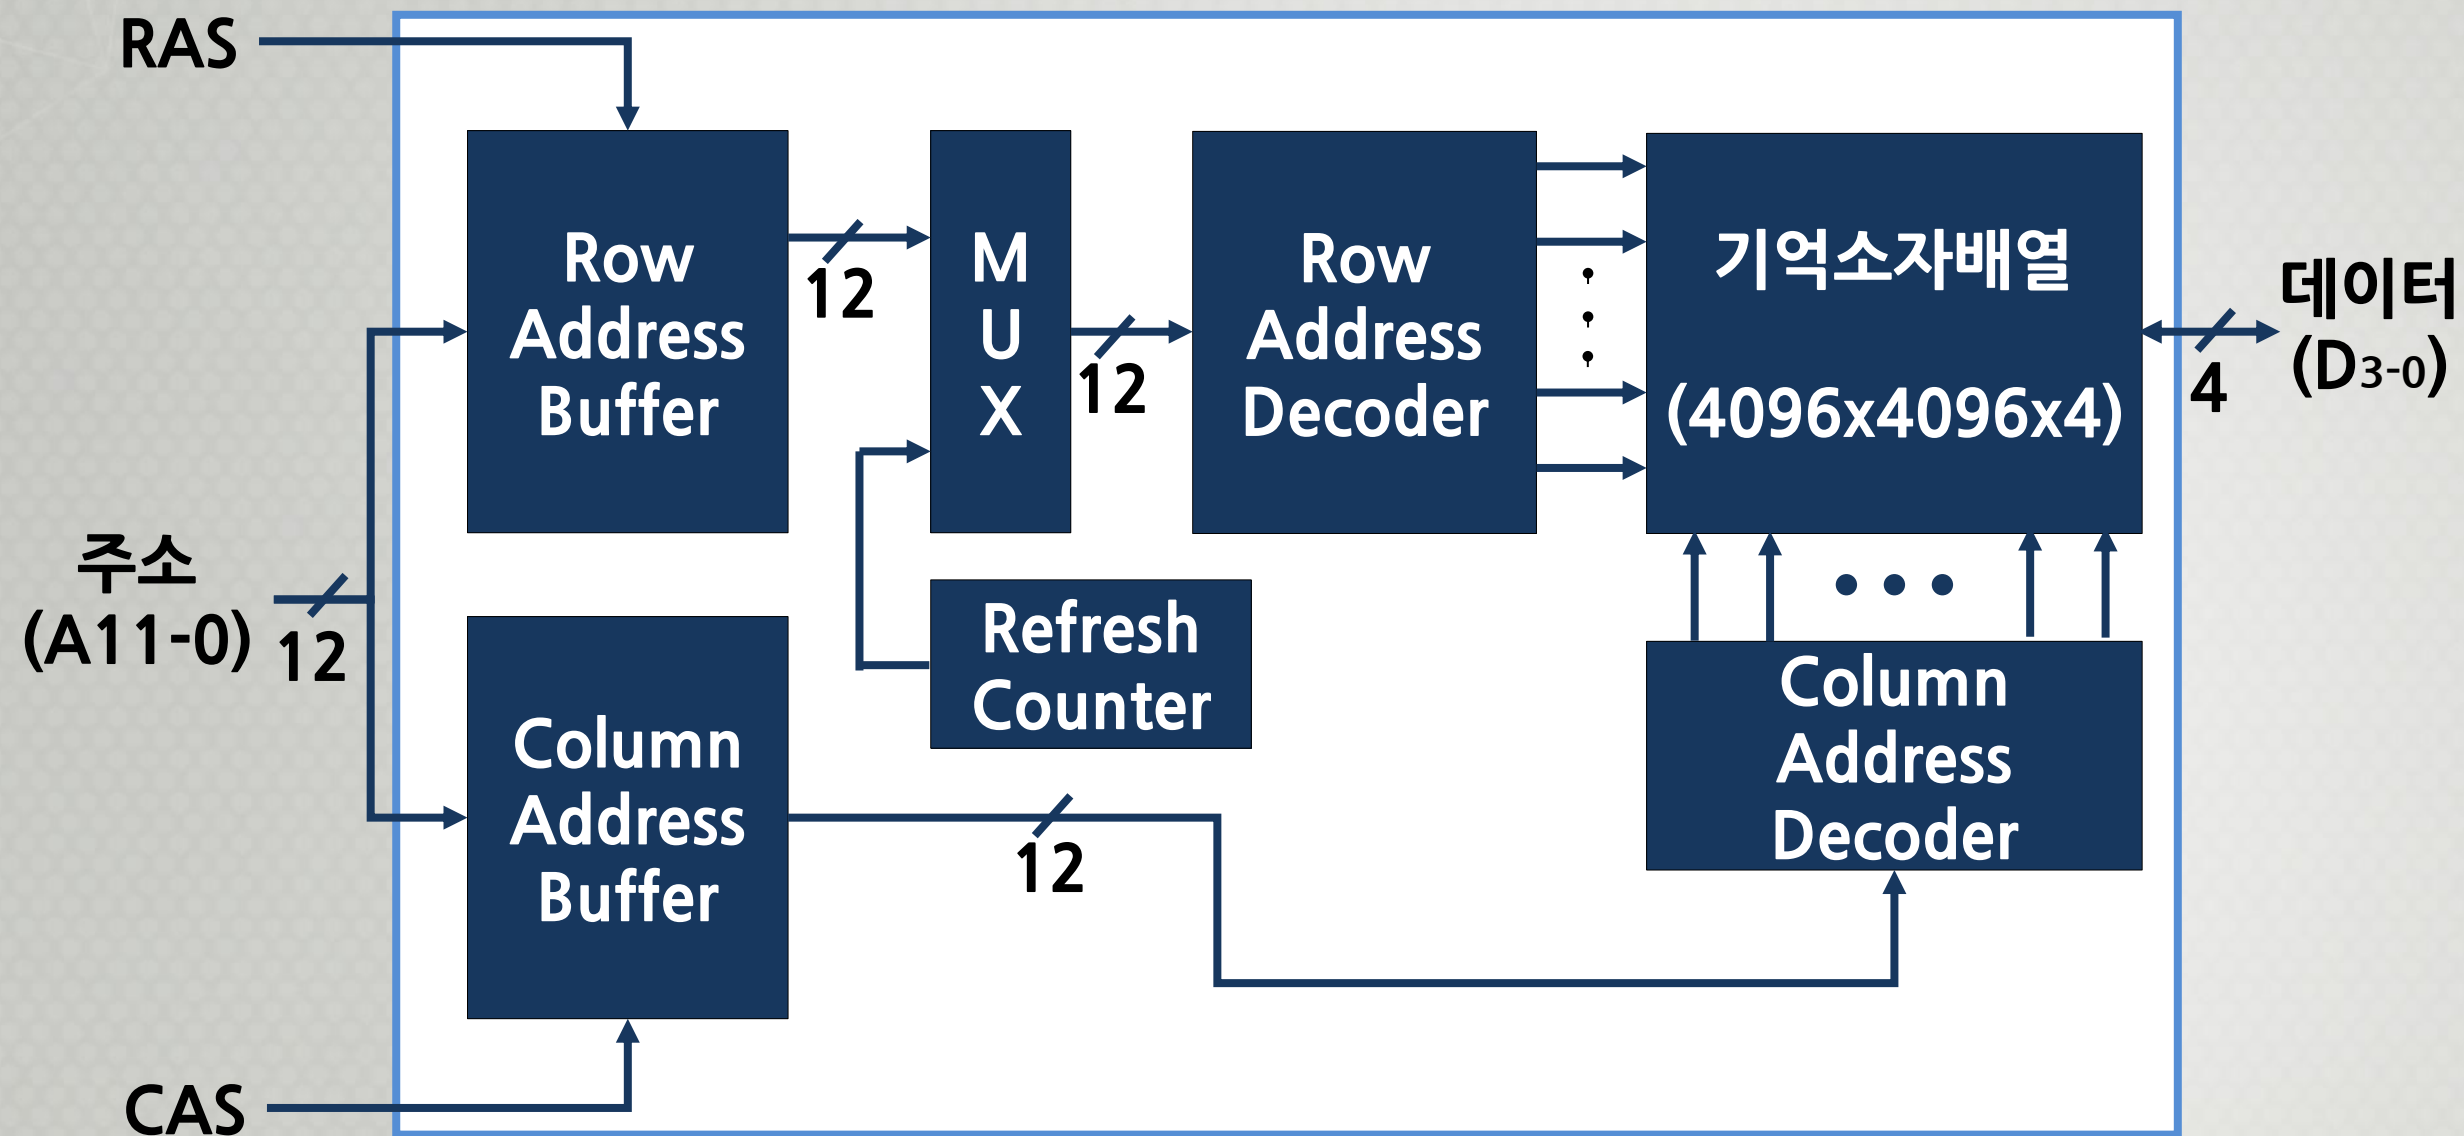 RAS
Row
Address
Buffer
12
M
U
X
12
Row
Address
Decoder
기억소자배열
(4096x4096x4)
4
데이터
(D3-0)
주소
(A11-0)
12
Refresh
Counter
Column
Address
Buffer
12
Column
Address
Decoder
CAS